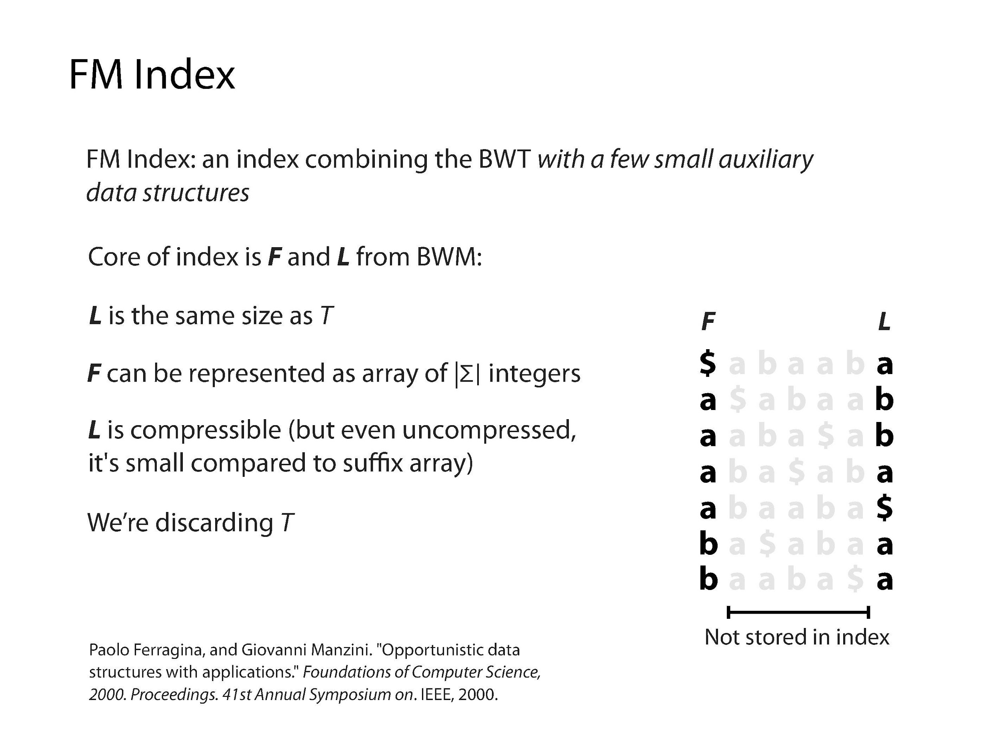 FM Index
FM Index: an index combining the BWT with a few small auxiliary
data structures
Core of index is F and L from BWM:
L is the same size as T
F can be represented as array of |Σ| integers
L is compressible (but even uncompressed,
it's small compared to suffix array)
We’re discarding T
F L
$ a b a a b a
a $ a b a a b
a a b a $ a b
a b a $ a b a
a b a a b a $
b a $ a b a a
b a a b a $ a
Not stored in index
Paolo Ferragina, and Giovanni Manzini. "Opportunistic data
structures with applications." Foundations of Computer Science,
2000. Proceedings. 41st Annual Symposium on. IEEE, 2000.